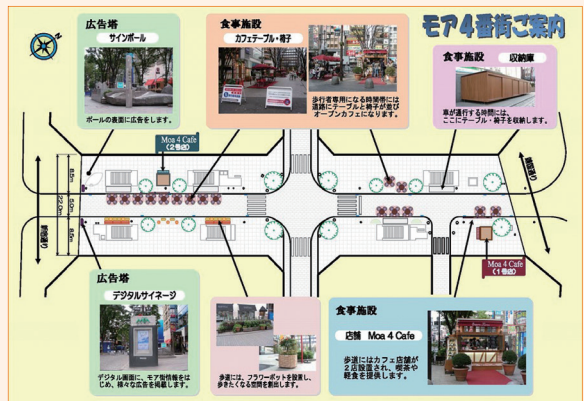 モア4番街ご案内
広告塔
サインポール
ポールの表面に広告をします。
食事施設
カフェテーブル・椅子
歩行者専用になる時間帯には
道路にテーブルと椅子が並び
オープンカフェになります。
食事施設 収納庫
車が通行する時間には、
ここにテーブル・椅子を収納します。
Moa 4 Cafe
(2号店)
8.5m
5.0m
22.0m
8.5m
Moa 4 Cafe
(1号店)
広告塔
デジタルサイネージ
デジタル画面に、モア街情報をは
じめ、様々な広告を掲載します。
歩道には、フラワーポットを設置し、
歩きたくなる空間を創出します。
食事施設
店舗 Moa 4 Cafe
歩道にはカフェ店舗が
2店設置され、喫茶や
軽食を提供します。